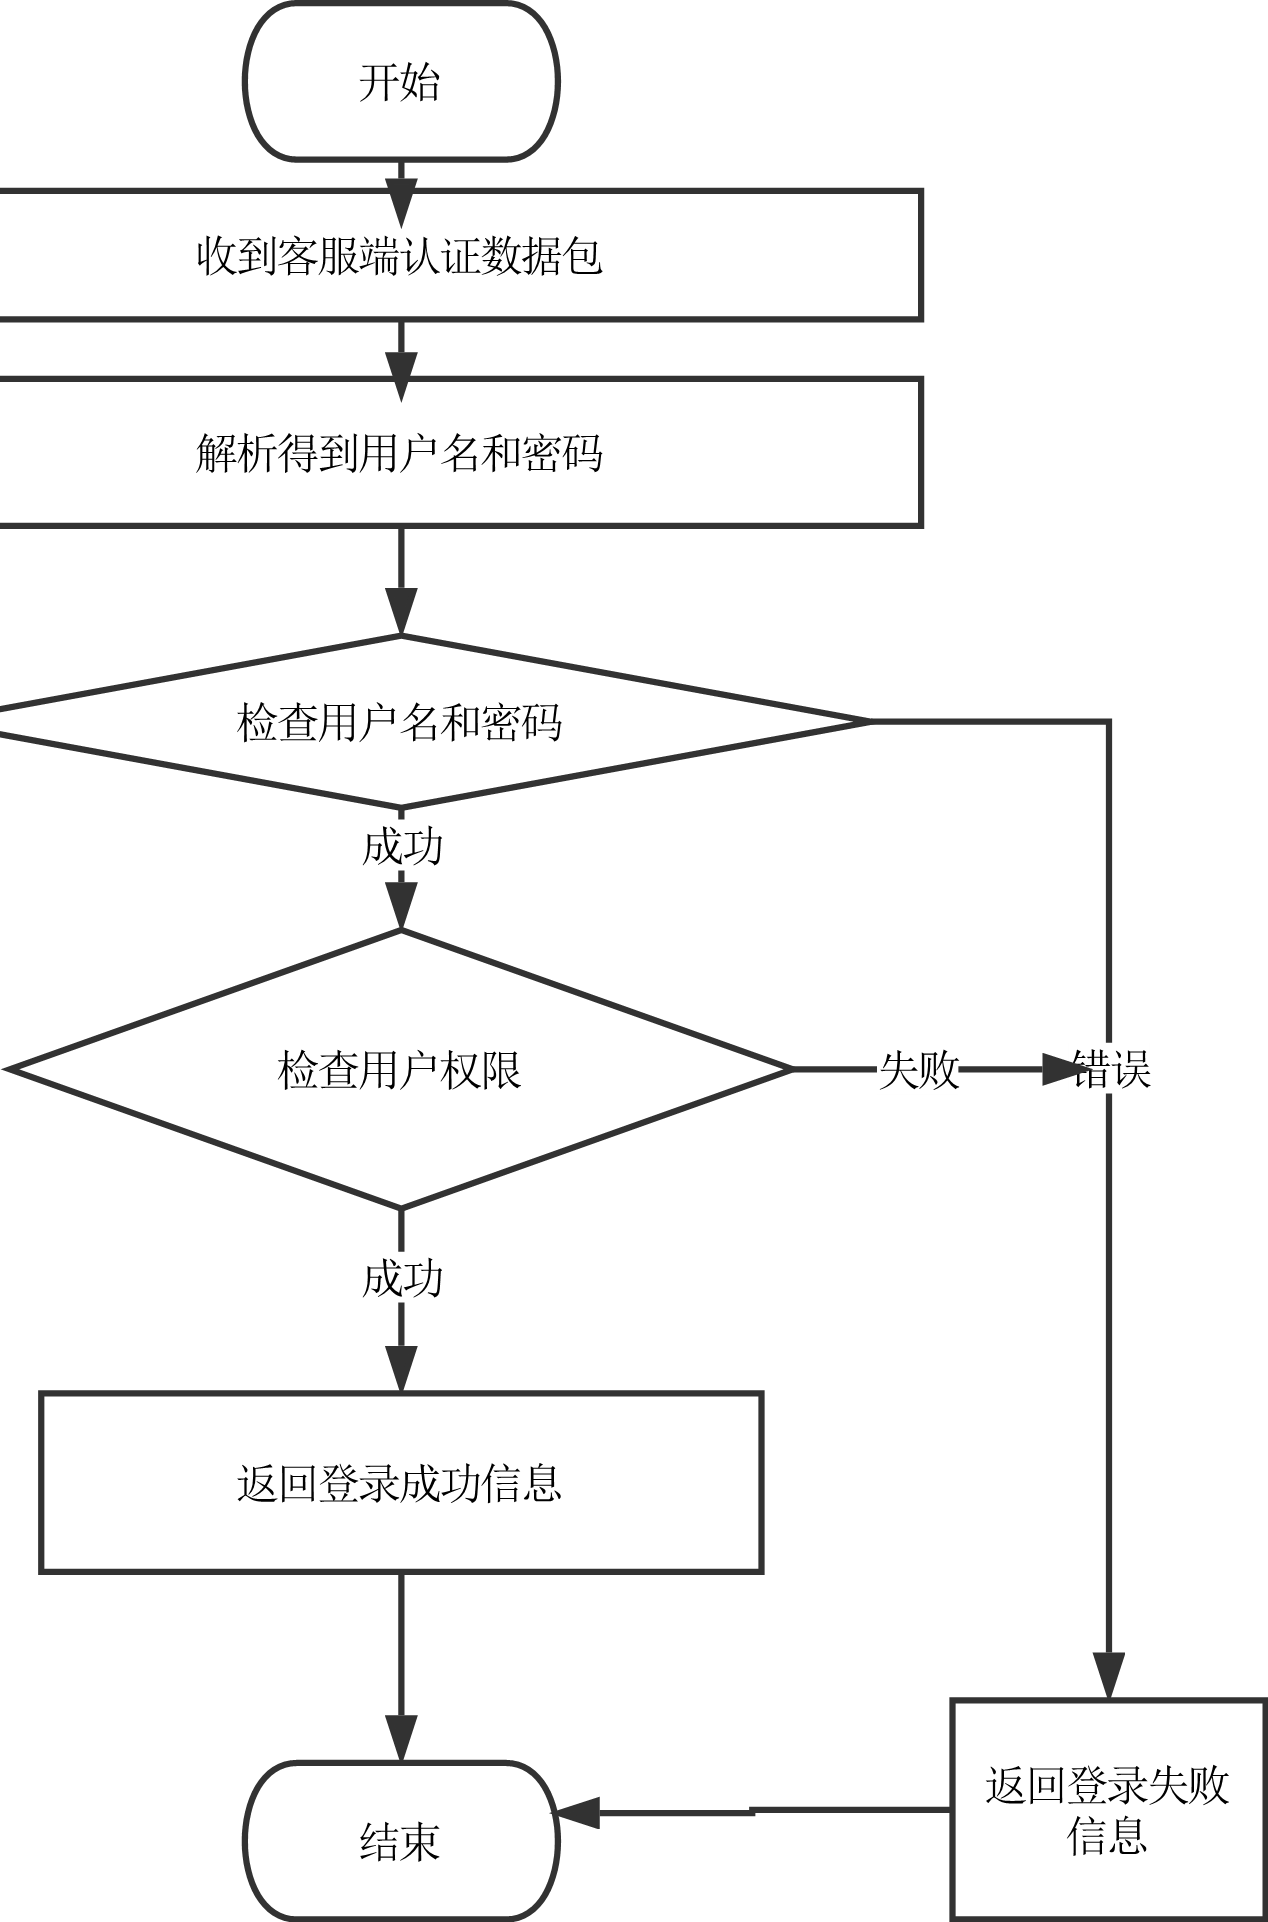 开始
收到客服端认证数据包
解析得到用户名和密码
检查用户名和密码
成功
检查用户权限
失败
错误
成功
返回登录成功信息
返回登录失败
信息
结束